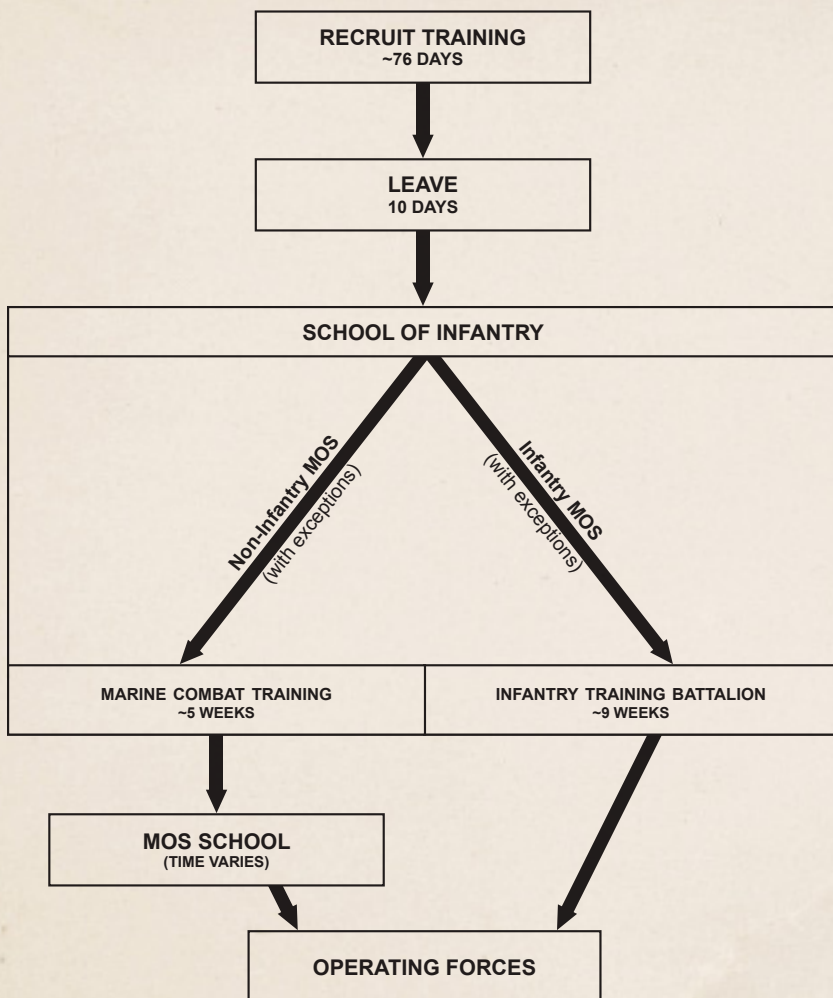 RECRUIT TRAINING
~76 DAYS
LEAVE
10 DAYS
SCHOOL OF INFANTRY
Non-Infantry MOS
(with exceptions)
Infantry MOS
(with exceptions)
MARINE COMBAT TRAINING
~5 WEEKS
INFANTRY TRAINING BATTALION
~9 WEEKS
MOS SCHOOL
(TIME VARIES)
OPERATING FORCES